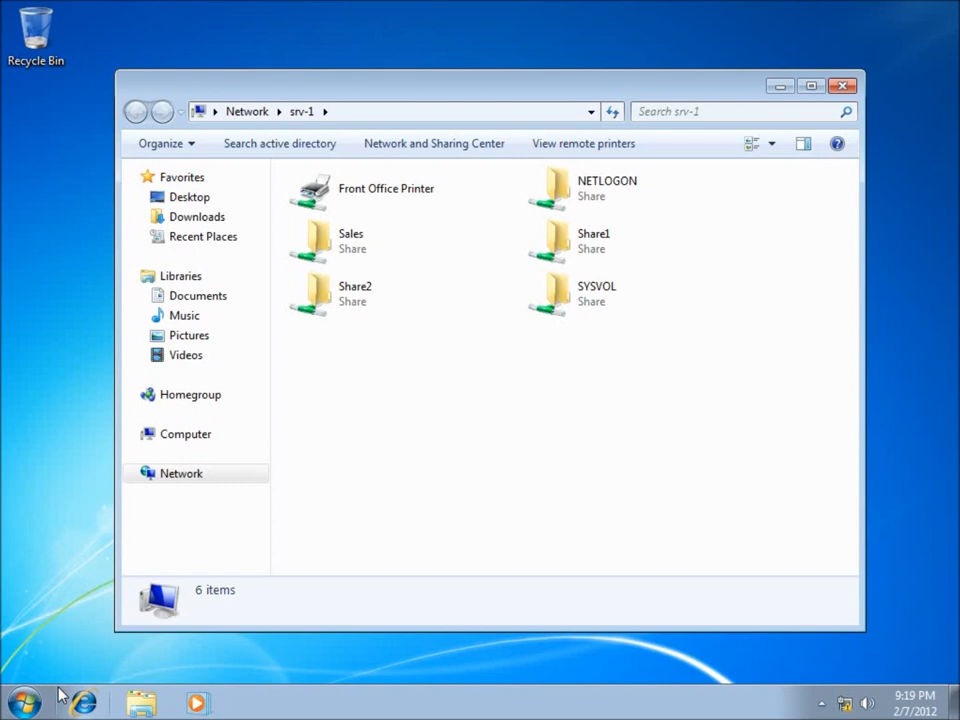 Recycle Bin
Network srv-1
Search srv-1
Organize Search active directory Network and Sharing Center View remote printers
Favorites
Desktop
Downloads
Recent Places
Libraries
Documents
Music
Pictures
Videos
Homegroup
Computer
Network
Front Office Printer
NETLOGON
Share
Sales
Share
Share1
Share
Share2
Share
SYSVOL
Share
6 items
9:19 PM
2/7/2012